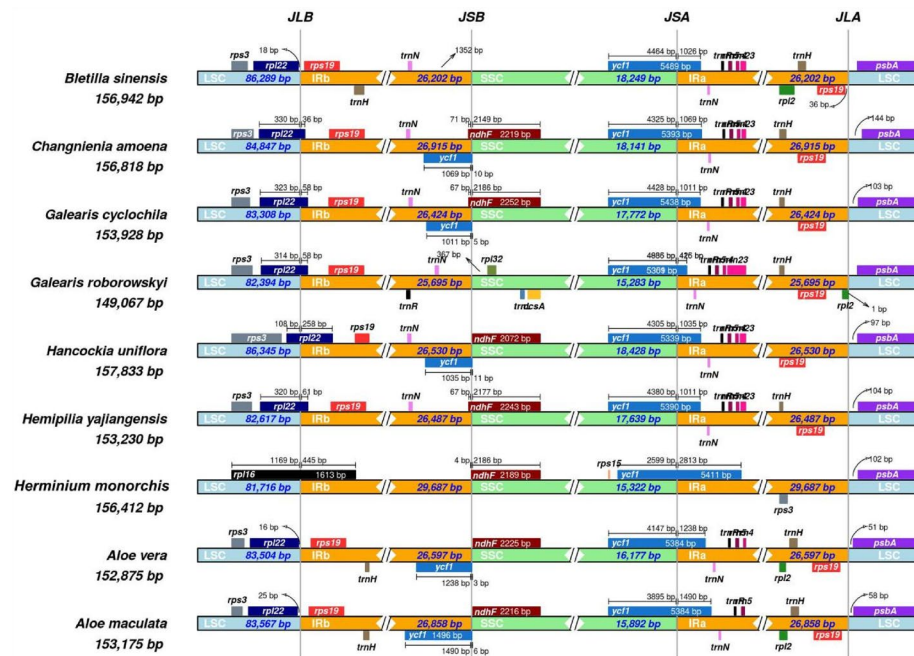 JLB JSB JSA JLA
18 bp 1352 bp 4464 bp 1026 bp
rps3 rpl22 rps19 trnN ycf1 5489 bp trnH psbA
Bletilla sinensis LSC 86,289 bp IRb 26,202 bp SSC 18,249 bp IRa 26,202 bp LSC
156,942 bp trnH trnN rpl2 rps19 36 bp
330 bp 36 bp 71 bp 2149 bp 4325 bp 1069 bp 144 bp
rps3 rpl22 rps19 trnN ndhF 2219 bp ycf1 5393 bp trnH psbA
Changnienia amoena LSC 84,847 bp IRb 26,915 bp SSC 18,141 bp IRa 26,915 bp LSC
156,818 bp ycf1 trnN rps19
1069 bp 10 bp
323 bp 58 bp 67 bp 2186 bp 4428 bp 1011 bp 103 bp
rps3 rpl22 rps19 trnN ndhF 2252 bp ycf1 5438 bp trnH psbA
Galearis cyclochila LSC 83,308 bp IRb 26,424 bp SSC 17,772 bp IRa 26,424 bp LSC
153,928 bp ycf1 trnN rps19
1011 bp 5 bp
314 bp 58 bp 367 bp
rps3 rpl22 rps19 trnN rpl32 ycf1 trnH psbA
Galearis roborowskyi LSC 82,394 bp IRb 25,695 bp SSC 15,283 bp IRa 25,695 bp LSC
149,067 bp trnR trnN rps19 rpl2 1 bp
108 bp 258 bp 4305 bp 1035 bp 97 bp
rps3 rpl22 rps19 trnN ndhF 2072 bp ycf1 5339 bp trnH psbA
Hancockia uniflora LSC 86,345 bp IRb 26,530 bp SSC 18,428 bp IRa 26,530 bp LSC
157,833 bp ycf1 trnN rps19
1035 bp 11 bp
320 bp 61 bp 67 bp 2177 bp 4380 bp 1011 bp 104 bp
rps3 rpl22 rps19 trnN ndhF 2243 bp ycf1 5390 bp trnH psbA
Hemipilia yajiangensis LSC 82,617 bp IRb 26,487 bp SSC 17,639 bp IRa 26,487 bp LSC
153,230 bp trnN rps19
1169 bp 445 bp 4 bp 2186 bp 2599 bp 2813 bp 102 bp
rpl16 1613 bp ndhF 2189 bp rps15 ycf1 5411 bp psbA
Herminium monorchis LSC 81,716 bp IRb 29,687 bp SSC 15,322 bp IRa 29,687 bp LSC
156,412 bp rps3
16 bp 4147 bp 1238 bp 51 bp
rps3 rpl22 rps19 ndhF 2225 bp ycf1 5384 bp trnH psbA
Aloe vera LSC 83,504 bp IRb 26,597 bp SSC 16,177 bp IRa 26,597 bp LSC
152,875 bp trnH ycf1 trnN rpl2 rps19
1238 bp 3 bp
25 bp 3895 bp 1490 bp 58 bp
rps3 rpl22 rps19 ndhF 2216 bp ycf1 5384 bp trnH psbA
Aloe maculata LSC 83,567 bp IRb 26,858 bp SSC 15,892 bp IRa 26,858 bp LSC
153,175 bp trnH ycf1 1496 bp trnN rpl2 rps19
1490 bp 6 bp